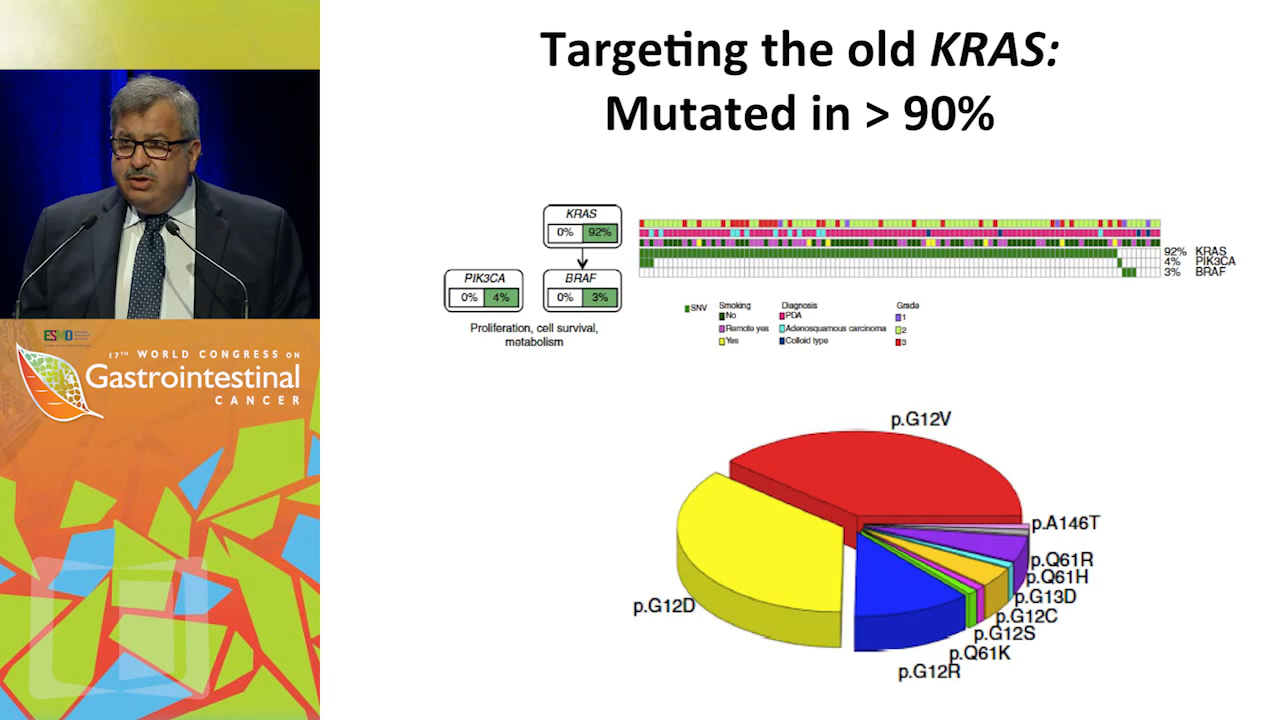 Targeting the old KRAS:
Mutated in > 90%
KRAS
0% 92%
PIK3CA
0% 4%
BRAF
0% 3%
Proliferation, cell survival,
metabolism
92% KRAS
4% PIK3CA
3% BRAF
SNV
Smoking
No
Remote yes
Yes
Diagnosis
PDA
Adenosquamous carcinoma
Colloid type
Grade
1
2
3
p.G12V
p.A146T
p.Q61R
p.Q61H
p.G13D
p.G12C
p.G12S
p.Q61K
p.G12R
p.G12D
ESMO
17TH WORLD CONGRESS ON
Gastrointestinal
CANCER